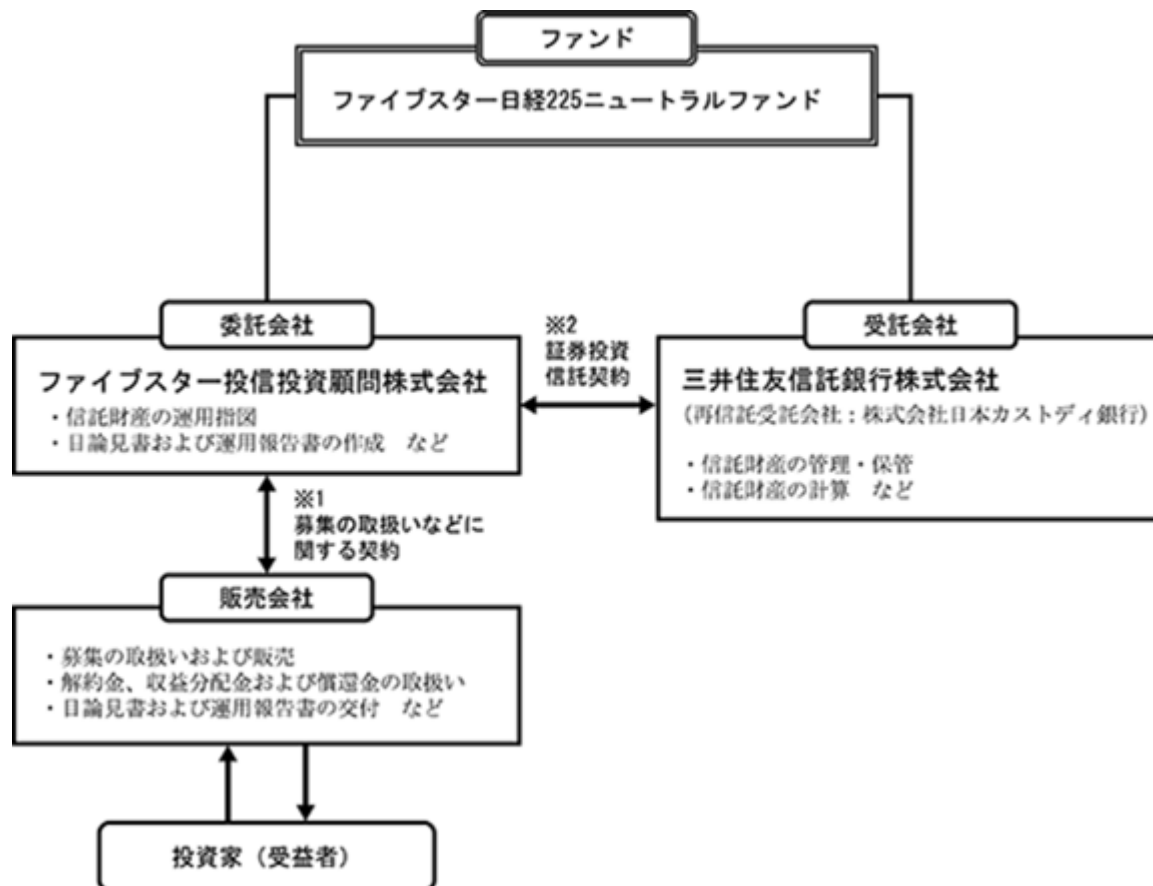 ファンド
ファイブスター日経225ニュートラルファンド
委託会社
ファイブスター投信投資顧問株式会社
・信託財産の運用指図
・目論見書および運用報告書の作成　など
※2
証券投資
信託契約
受託会社
三井住友信託銀行株式会社
(再信託受託会社：株式会社日本カストディ銀行)
・信託財産の管理・保管
・信託財産の計算　など
※1
募集の取扱いなどに
関する契約
販売会社
・募集の取扱いおよび販売
・解約金、収益分配金および償還金の取扱い
・目論見書および運用報告書の交付　など
投資家（受益者）